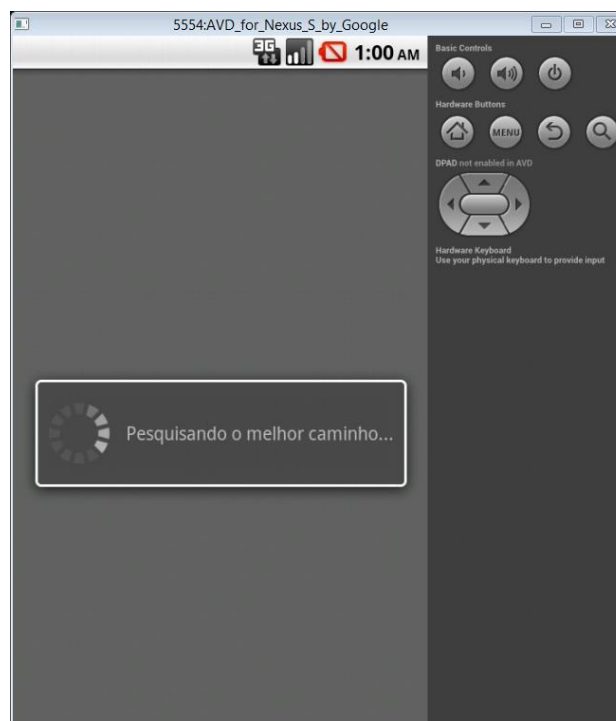 5554:AVD_for_Nexus_S_by_Google
3G
1:00 AM
Basic Controls
Hardware Buttons
MENU
DPAD not enabled in AVD
Hardware Keyboard
Use your physical keyboard to provide input
Pesquisando o melhor caminho...